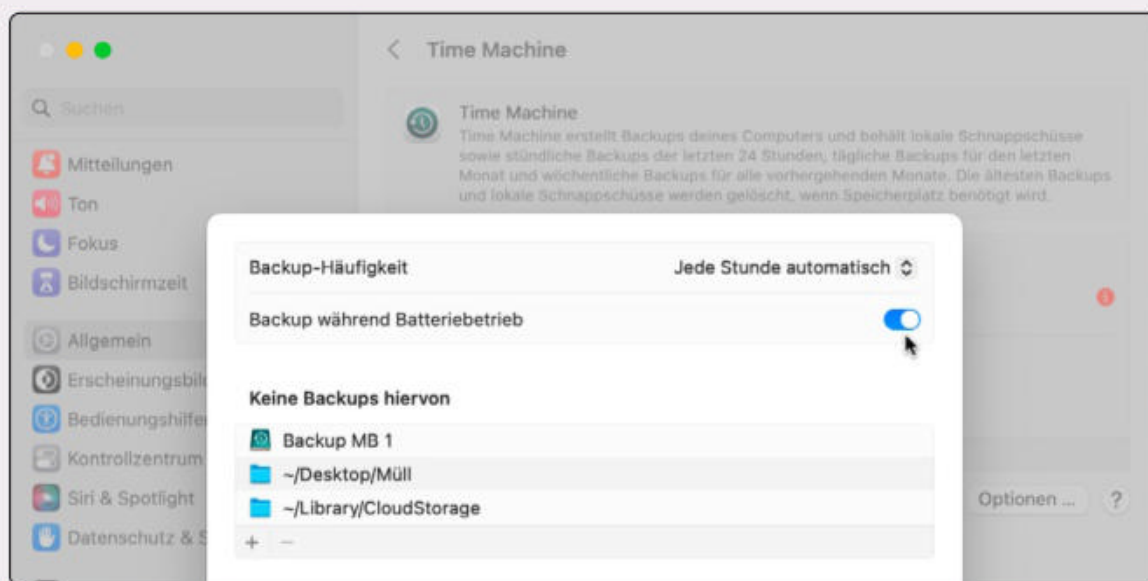 Time Machine
Suchen
Time Machine
Time Machine erstellt Backups deines Computers und behält lokale Schnappschüsse
sowie stündliche Backups der letzten 24 Stunden, tägliche Backups für den letzten
Monat und wöchentliche Backups für alle vorhergehenden Monate. Die ältesten Backups
und lokale Schnappschüsse werden gelöscht, wenn Speicherplatz benötigt wird.
Mitteilungen
Ton
Fokus
Bildschirmzeit
Allgemein
Erscheinungsbil
Bedienungshilfe
Kontrollzentrum
Siri & Spotlight
Datenschutz & S
Backup-Häufigkeit Jede Stunde automatisch
Backup während Batteriebetrieb
Keine Backups hiervon
Backup MB 1
~/Desktop/Müll
~/Library/CloudStorage
+ −
Optionen ... ?